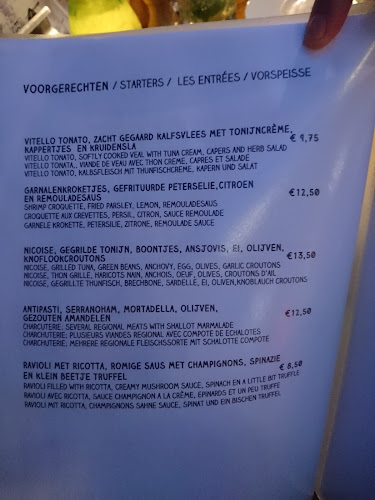 VOORGERECHTEN / STARTERS / LES ENTRÉES / VORSPEISSE
VITELLO TONATO, ZACHT GEGAARD KALFSVLEES MET TONIJNCRÈME,
KAPPERTJES EN KRUIDENSLA € 9,75
VITELLO TONATO, SOFTLY COOKED VEAL WITH TUNA CREAM, CAPERS AND HERB SALAD
VITELLO TONATO,, VIANDE DE VEAU AVEC THON CREME, CAPRES ET SALADE
VITELLO TONATO, KALBSFLEISCH MIT THUNFISCHCREME, KAPERN UND SALAT
GARNALENKROKETJES, GEFRITUURDE PETERSELIE,CITROEN
EN REMOULADESAUS €12,50
SHRIMP CROQUETTE, FRIED PARSLEY, LEMON, REMOULADESAUS
CROQUETTE AUX CREVETTES, PERSIL, CITRON, SAUCE REMOULADE
GARNELE KROKETTE, PETERSILIE, ZITRONE, REMOULADE SAUCE
NICOISE, GEGRILDE TONIJN, BOONTJES, ANSJOVIS, EI, OLIJVEN,
KNOFLOOKCROUTONS €13,50
NICOISE, GRILLED TUNA, GREEN BEANS, ANCHOVY, EGG, OLIVES, GARLIC CROUTONS
NICOISE, THON GRILLE, HARICOTS NAIN, ANCHOIS, OEUF, OLIVES, CROUTONS D'AIL
NICOISE, GEGRILLTE THUNFISCH, BRECHBONE, SARDELLE, EI, OLIVEN,KNOBLAUCH CROUTONS
ANTIPASTI, SERRANOHAM, MORTADELLA, OLIJVEN,
GEZOUTEN AMANDELEN €12,50
CHARCUTERIE, SEVERAL REGIONAL MEATS WITH SHALLOT MARMALADE
CHARCUTERIE: PLUSIEURS VIANDES REGIONAL AVEC COMPOTE DE ECHALOTES
CHARCUTERIE: MEHRERE REGIONALE FLEISCHSSORTE MIT SCHALOTTE COMPOTE
RAVIOLI MET RICOTTA, ROMIGE SAUS MET CHAMPIGNONS, SPINAZIE
EN KLEIN BEETJE TRUFFEL € 8,50
RAVIOLI FILLED WITH RICOTTA, CREAMY MUSHROOM SAUCE, SPINACH EN A LITTLE BIT TRUFFLE
RAVIOLI AVEC RICOTTA, SAUCE CHAMPIGNON A LA CRÈME, EPINARDS ET UN PEU TRUFFE
RAVIOLI MIT RICOTTA, CHAMPIGNONS SAHNE SAUCE, SPINAT UND EIN BISCHEN TRUFFEL